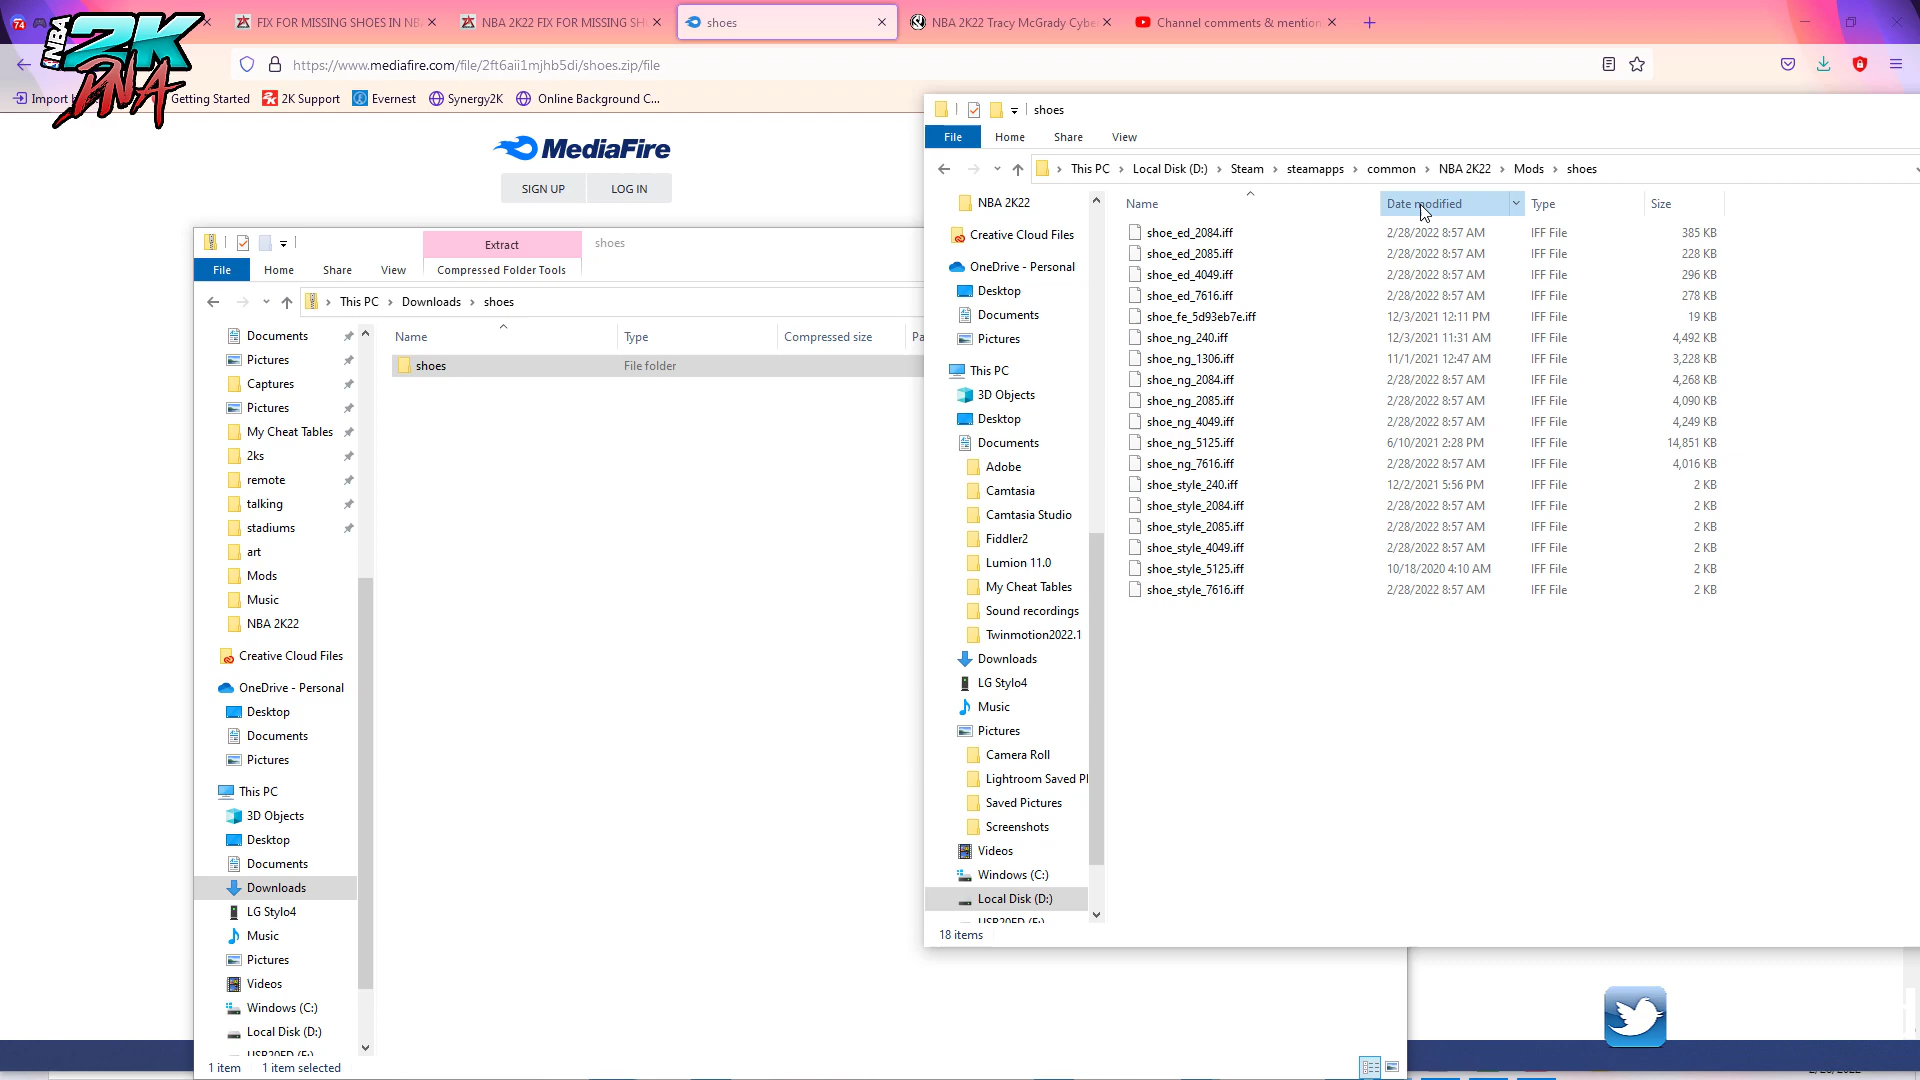 74
FIX FOR MISSING SHOES IN NB
NBA 2K22 FIX FOR MISSING SH
shoes
NBA 2K22 Tracy McGrady Cybe
Channel comments & mention
NBA 2K DNA
https://www.mediafire.com/file/2ft6aii1mjhb5di/shoes.zip/file
Import
Getting Started
2K Support
Evernest
Synergy2K
Online Background C...
MediaFire
SIGN UP
LOG IN
Extract
shoes
File
Home
Share
View
Compressed Folder Tools
This PC
Downloads
shoes
Name
Type
Compressed size
Pa
shoes
File folder
Documents
Pictures
Captures
Pictures
My Cheat Tables
2ks
remote
talking
stadiums
art
Mods
Music
NBA 2K22
Creative Cloud Files
OneDrive - Personal
Desktop
Documents
Pictures
This PC
3D Objects
Desktop
Documents
Downloads
LG Stylo4
Music
Pictures
Videos
Windows (C:)
Local Disk (D:)
1 item
1 item selected
shoes
File
Home
Share
View
This PC
Local Disk (D:)
Steam
steamapps
common
NBA 2K22
Mods
shoes
NBA 2K22
Creative Cloud Files
OneDrive - Personal
Desktop
Documents
Pictures
This PC
3D Objects
Desktop
Documents
Adobe
Camtasia
Camtasia Studio
Fiddler2
Lumion 11.0
My Cheat Tables
Sound recordings
Twinmotion2022.1
Downloads
LG Stylo4
Music
Pictures
Camera Roll
Lightroom Saved Pl
Saved Pictures
Screenshots
Videos
Windows (C:)
Local Disk (D:)
Name
Date modified
Type
Size
shoe_ed_2084.iff 2/28/2022 8:57 AM IFF File 385 KB
shoe_ed_2085.iff 2/28/2022 8:57 AM IFF File 228 KB
shoe_ed_4049.iff 2/28/2022 8:57 AM IFF File 296 KB
shoe_ed_7616.iff 2/28/2022 8:57 AM IFF File 278 KB
shoe_fe_5d93eb7e.iff 12/3/2021 12:11 PM IFF File 19 KB
shoe_ng_240.iff 12/3/2021 11:31 AM IFF File 4,492 KB
shoe_ng_1306.iff 11/1/2021 12:47 AM IFF File 3,228 KB
shoe_ng_2084.iff 2/28/2022 8:57 AM IFF File 4,268 KB
shoe_ng_2085.iff 2/28/2022 8:57 AM IFF File 4,090 KB
shoe_ng_4049.iff 2/28/2022 8:57 AM IFF File 4,249 KB
shoe_ng_5125.iff 6/10/2021 2:28 PM IFF File 14,851 KB
shoe_ng_7616.iff 2/28/2022 8:57 AM IFF File 4,016 KB
shoe_style_240.iff 12/2/2021 5:56 PM IFF File 2 KB
shoe_style_2084.iff 2/28/2022 8:57 AM IFF File 2 KB
shoe_style_2085.iff 2/28/2022 8:57 AM IFF File 2 KB
shoe_style_4049.iff 2/28/2022 8:57 AM IFF File 2 KB
shoe_style_5125.iff 10/18/2020 4:10 AM IFF File 2 KB
shoe_style_7616.iff 2/28/2022 8:57 AM IFF File 2 KB
18 items